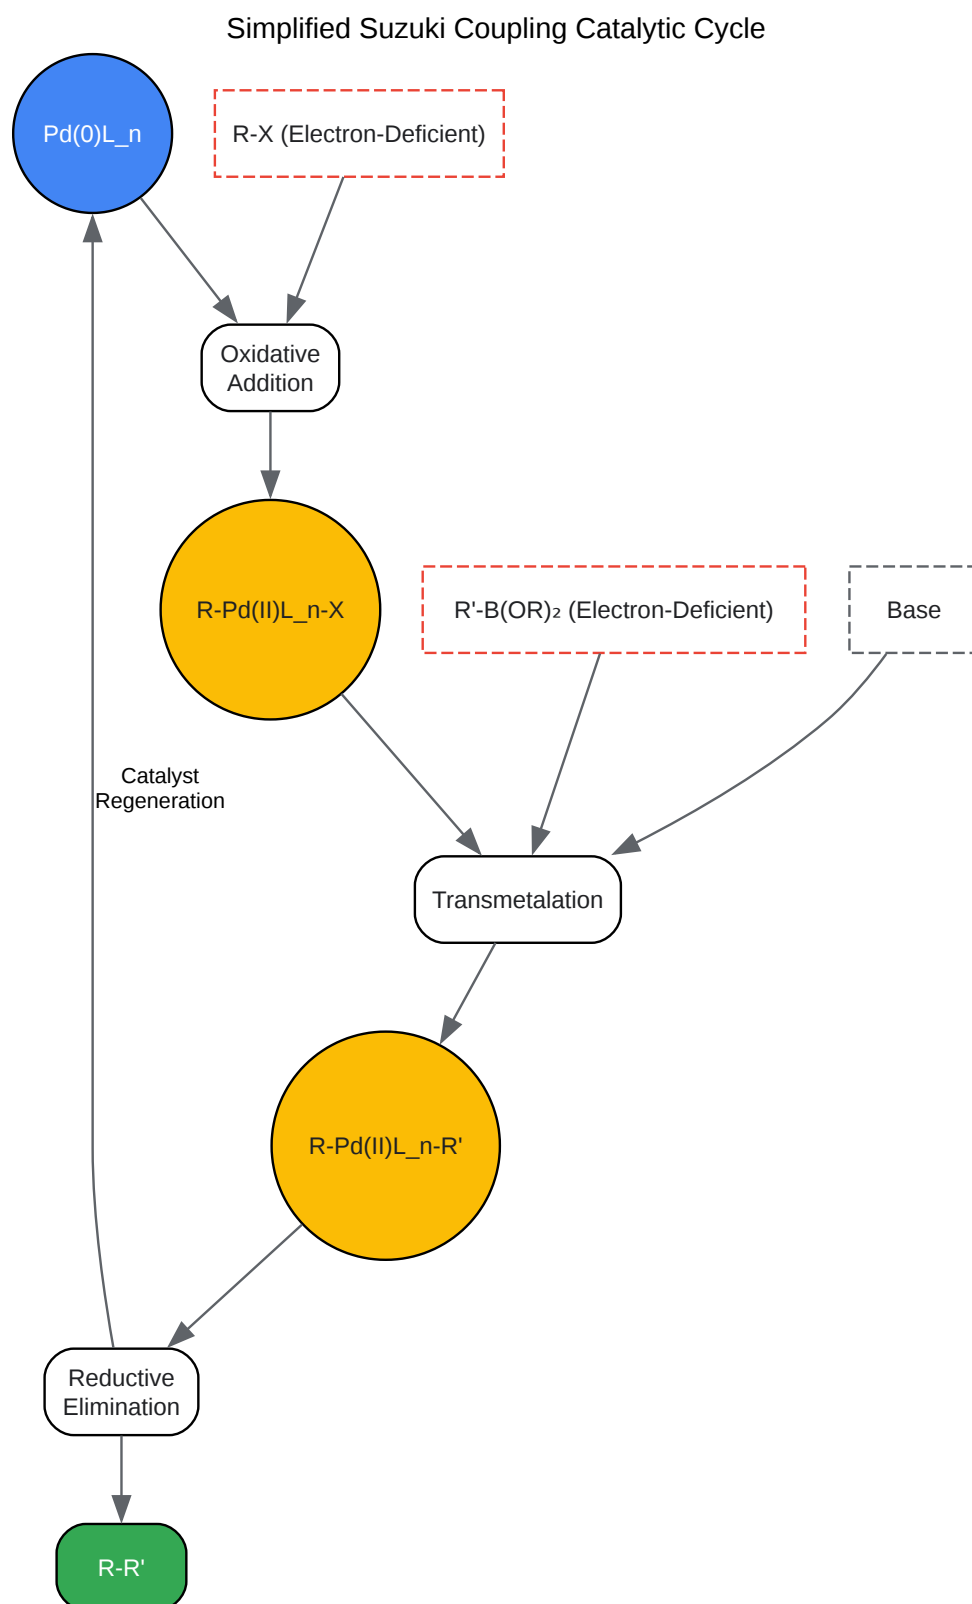 Simplified Suzuki Coupling Catalytic Cycle
Pd(0)L_n
R-X (Electron-Deficient)
Oxidative
Addition
R-Pd(II)L_n-X
R'-B(OR)₂ (Electron-Deficient)
Base
Catalyst
Regeneration
Transmetalation
R-Pd(II)L_n-R'
Reductive
Elimination
R-R'